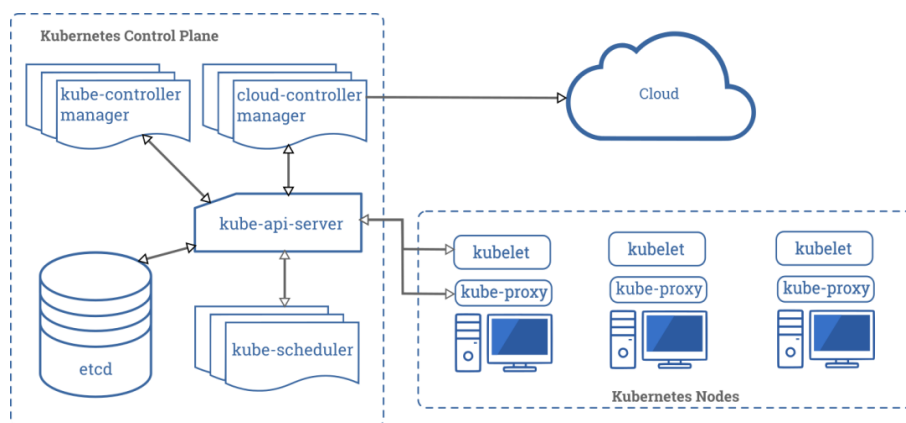 Kubernetes Control Plane
kube-controller
manager
cloud-controller
manager
Cloud
kube-api-server
etcd
kube-scheduler
kubelet
kubelet
kubelet
kube-proxy
kube-proxy
kube-proxy
Kubernetes Nodes